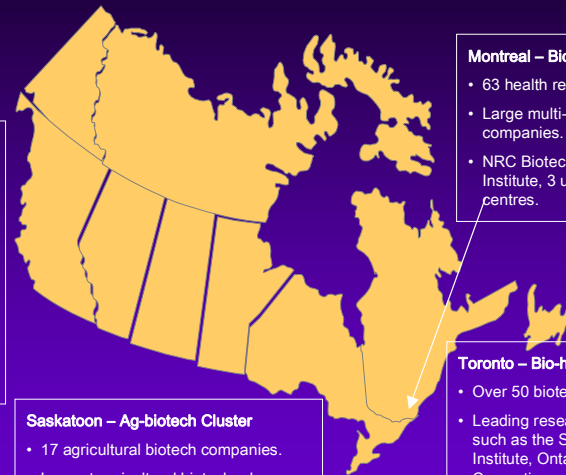 Montreal – Bio
• 63 health re
• Large multi-
companies.
• NRC Biotec
Institute, 3 u
centres.
Toronto – Bio-h
• Over 50 biote
• Leading resea
such as the S
Institute, Onta
Saskatoon – Ag-biotech Cluster
• 17 agricultural biotech companies.